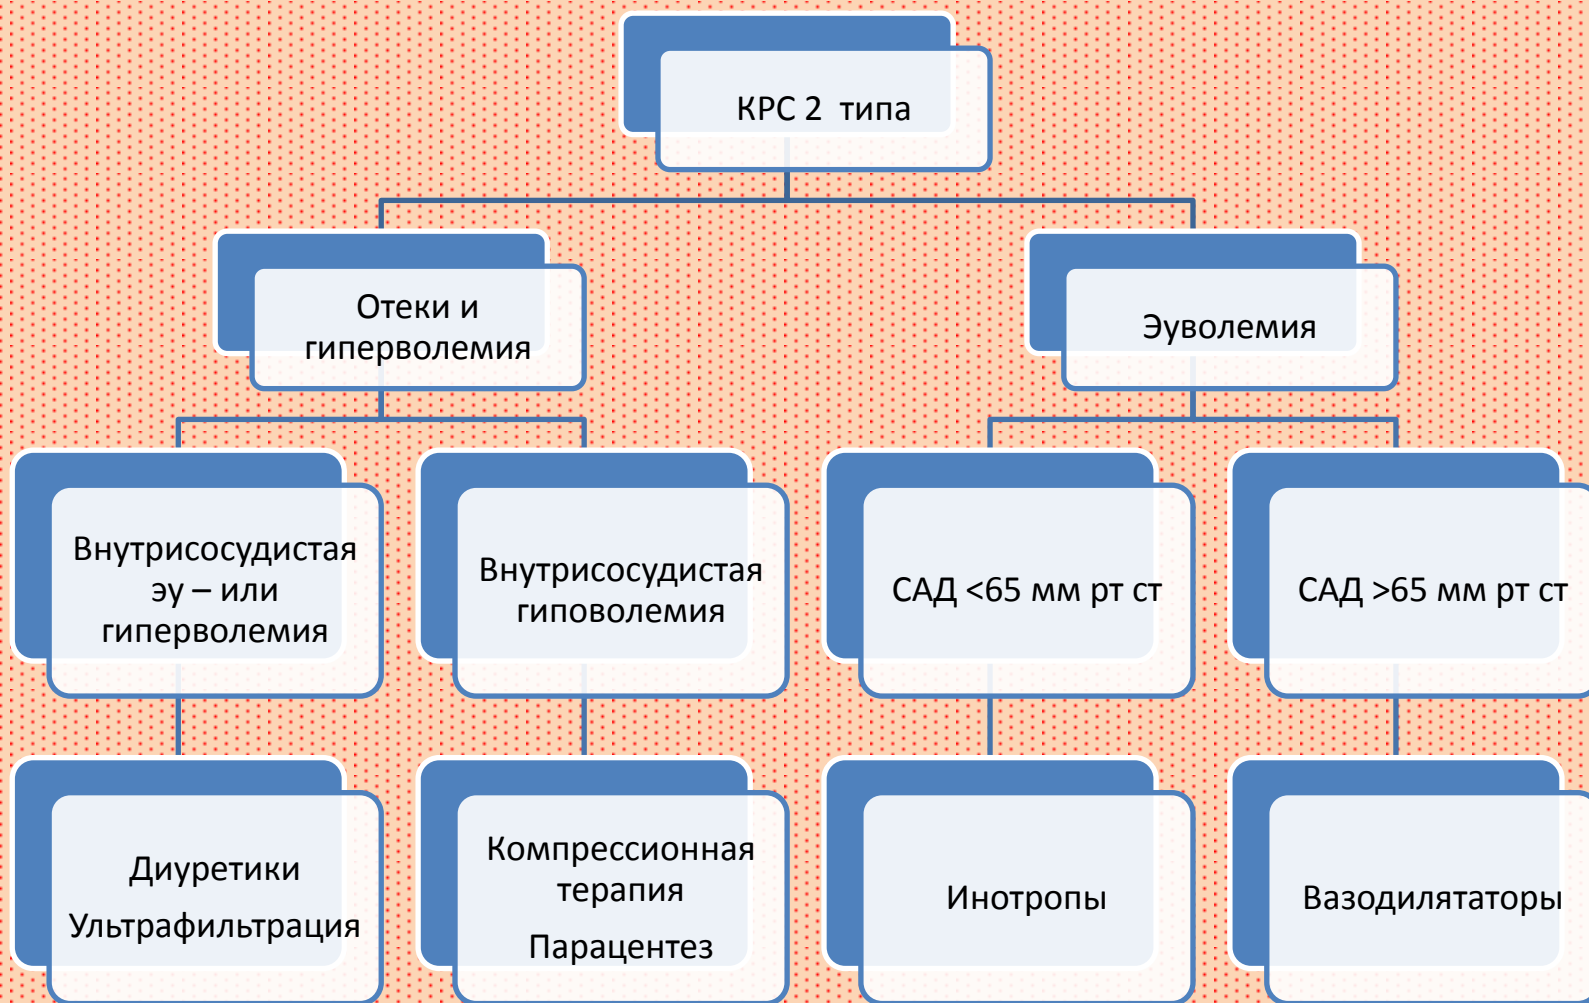 КРС 2 типа
Отеки и
гиперволемия
Эуволемия
Внутрисосудистая
эу – или
гиперволемия
Внутрисосудистая
гиповолемия
САД <65 мм рт ст
САД >65 мм рт ст
Диуретики
Ультрафильтрация
Компрессионная
терапия
Парацентез
Инотропы
Вазодилятаторы